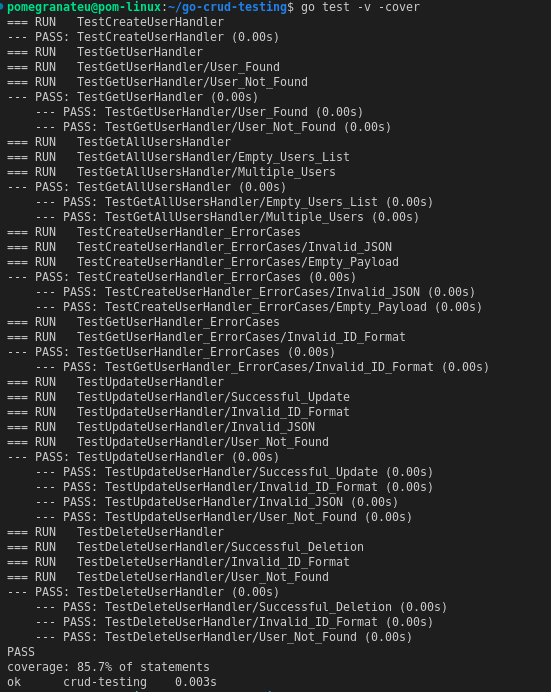 pomegranateu@pom-linux:~/go-crud-testing$ go test -v -cover
=== RUN   TestCreateUserHandler
--- PASS: TestCreateUserHandler (0.00s)
=== RUN   TestGetUserHandler
=== RUN   TestGetUserHandler/User_Found
=== RUN   TestGetUserHandler/User_Not_Found
--- PASS: TestGetUserHandler (0.00s)
    --- PASS: TestGetUserHandler/User_Found (0.00s)
    --- PASS: TestGetUserHandler/User_Not_Found (0.00s)
=== RUN   TestGetAllUsersHandler
=== RUN   TestGetAllUsersHandler/Empty_Users_List
=== RUN   TestGetAllUsersHandler/Multiple_Users
--- PASS: TestGetAllUsersHandler (0.00s)
    --- PASS: TestGetAllUsersHandler/Empty_Users_List (0.00s)
    --- PASS: TestGetAllUsersHandler/Multiple_Users (0.00s)
=== RUN   TestCreateUserHandler_ErrorCases
=== RUN   TestCreateUserHandler_ErrorCases/Invalid_JSON
=== RUN   TestCreateUserHandler_ErrorCases/Empty_Payload
--- PASS: TestCreateUserHandler_ErrorCases (0.00s)
    --- PASS: TestCreateUserHandler_ErrorCases/Invalid_JSON (0.00s)
    --- PASS: TestCreateUserHandler_ErrorCases/Empty_Payload (0.00s)
=== RUN   TestGetUserHandler_ErrorCases
=== RUN   TestGetUserHandler_ErrorCases/Invalid_ID_Format
--- PASS: TestGetUserHandler_ErrorCases (0.00s)
    --- PASS: TestGetUserHandler_ErrorCases/Invalid_ID_Format (0.00s)
=== RUN   TestUpdateUserHandler
=== RUN   TestUpdateUserHandler/Successful_Update
=== RUN   TestUpdateUserHandler/Invalid_ID_Format
=== RUN   TestUpdateUserHandler/Invalid_JSON
=== RUN   TestUpdateUserHandler/User_Not_Found
--- PASS: TestUpdateUserHandler (0.00s)
    --- PASS: TestUpdateUserHandler/Successful_Update (0.00s)
    --- PASS: TestUpdateUserHandler/Invalid_ID_Format (0.00s)
    --- PASS: TestUpdateUserHandler/Invalid_JSON (0.00s)
    --- PASS: TestUpdateUserHandler/User_Not_Found (0.00s)
=== RUN   TestDeleteUserHandler
=== RUN   TestDeleteUserHandler/Successful_Deletion
=== RUN   TestDeleteUserHandler/Invalid_ID_Format
=== RUN   TestDeleteUserHandler/User_Not_Found
--- PASS: TestDeleteUserHandler (0.00s)
    --- PASS: TestDeleteUserHandler/Successful_Deletion (0.00s)
    --- PASS: TestDeleteUserHandler/Invalid_ID_Format (0.00s)
    --- PASS: TestDeleteUserHandler/User_Not_Found (0.00s)
PASS
coverage: 85.7% of statements
ok      crud-testing    0.003s